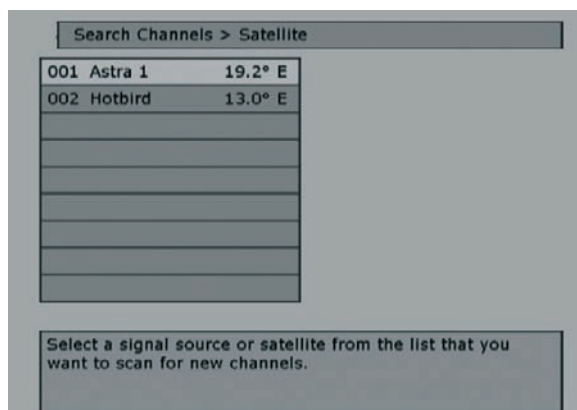 Search Channels > Satellite
001 Astra 1 19.2° E
002 Hotbird 13.0° E
Select a signal source or satellite from the list that you
want to scan for new channels.